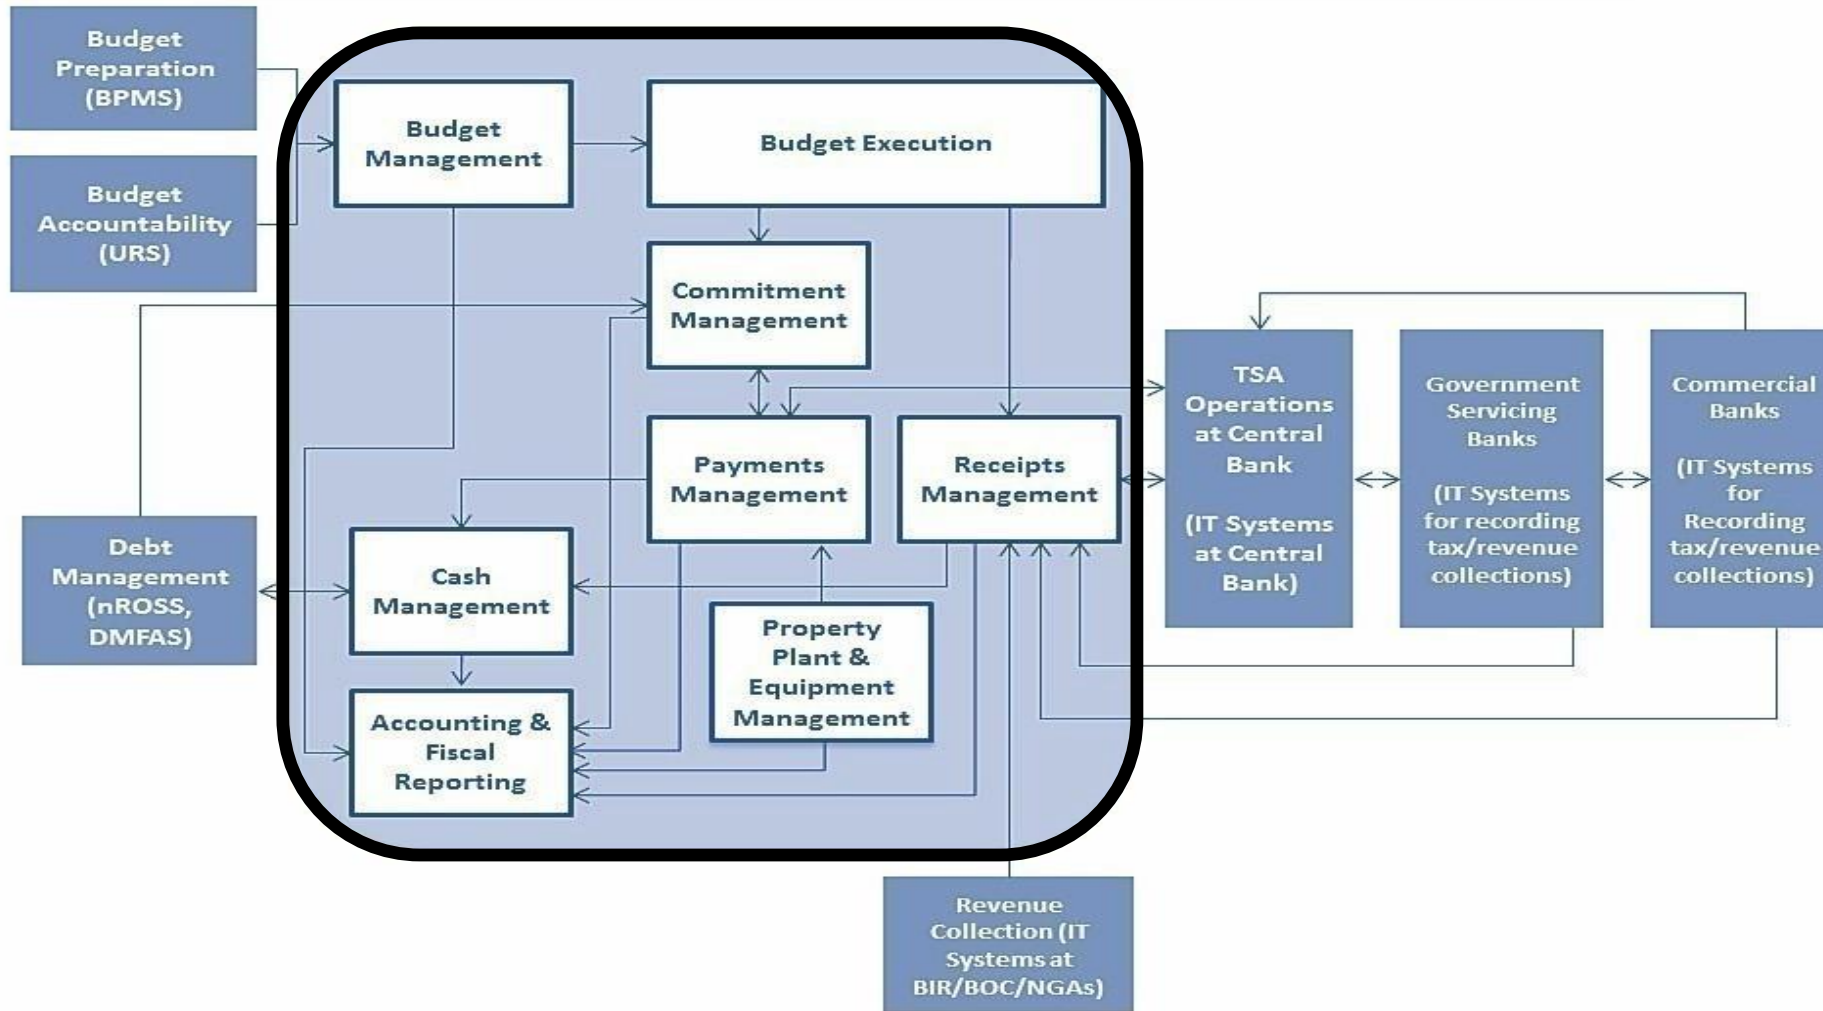 Budget
Preparation
(BPMS)
Budget
Management
Budget Execution
Budget
Accountability
(URS)
Commitment
Management
TSA
Operations
at Central
Bank
(IT Systems
at Central
Bank)
Government
Servicing
Banks
(IT Systems
for recording
tax/revenue
collections)
Commercial
Banks
(IT Systems
for
Recording
tax/revenue
collections)
Payments
Management
Receipts
Management
Debt
Management
(nROSS,
DMFAS)
Cash
Management
Property
Plant &
Equipment
Management
Accounting &
Fiscal
Reporting
Revenue
Collection (IT
Systems at
BIR/BOC/NGAs)